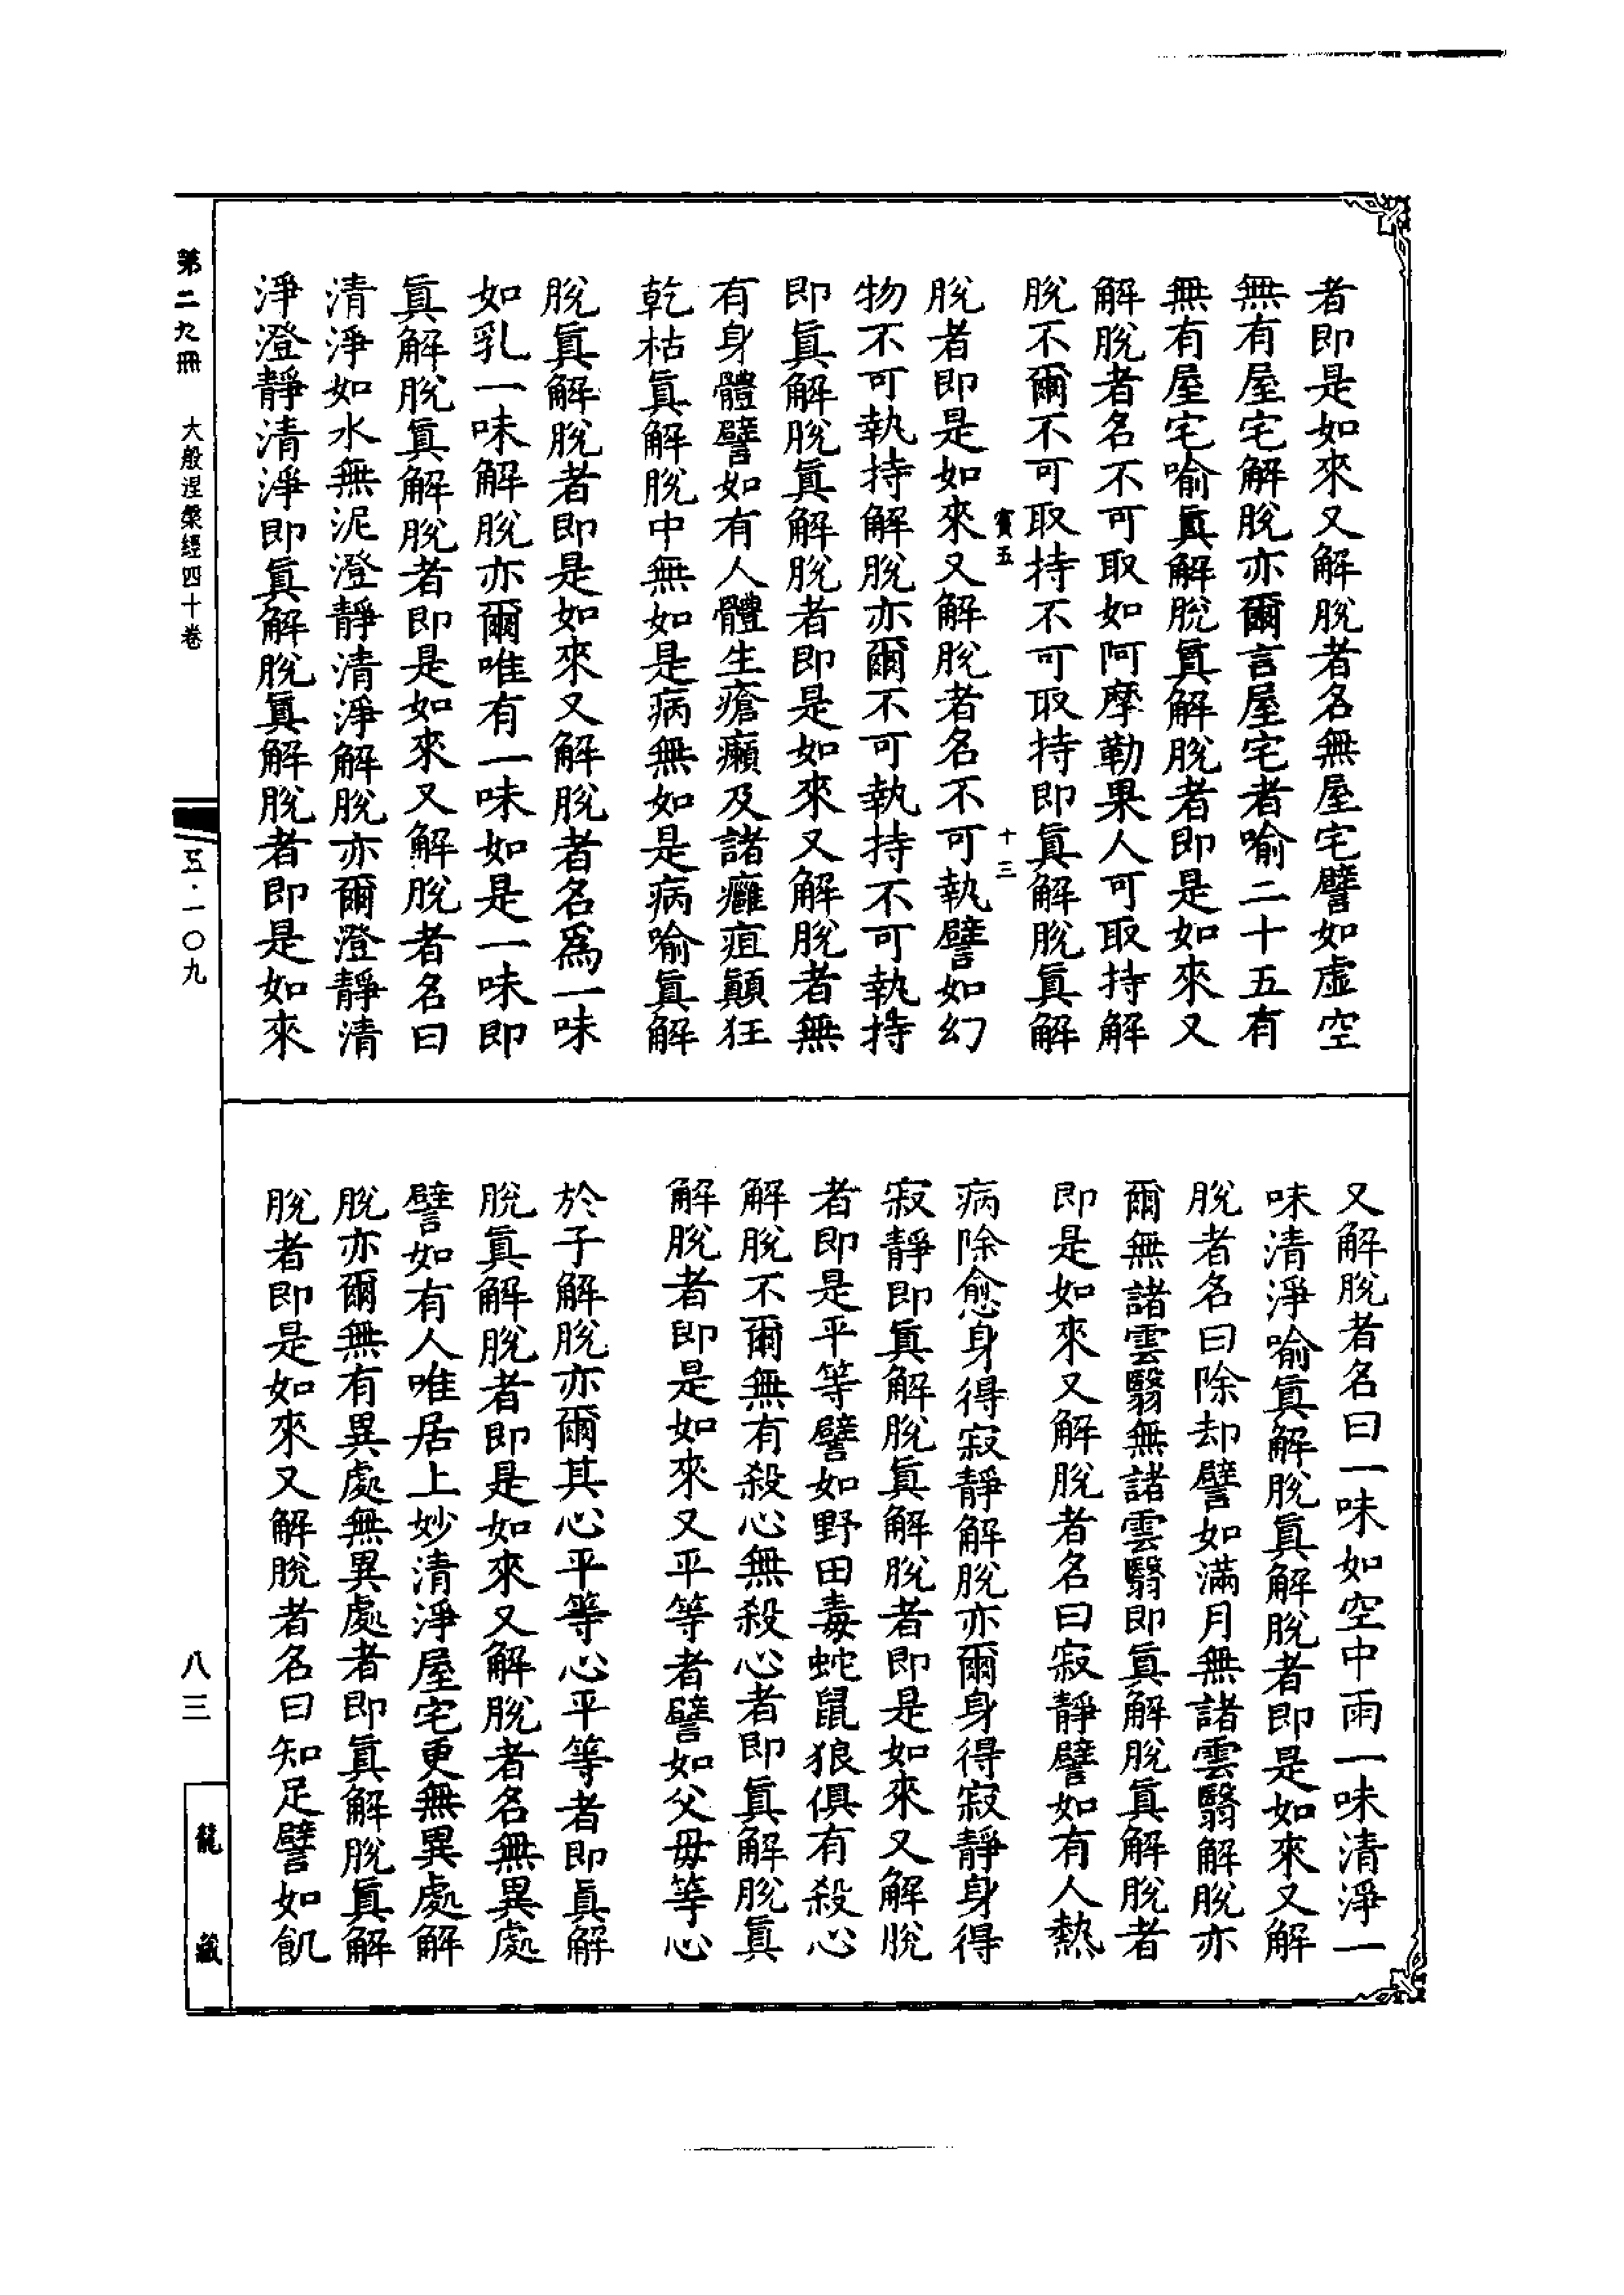 者即是如來又解脫者名無屋宅譬如虛空
無有屋宅解脫亦爾言屋宅者喻二十五有
無有屋宅喻眞解脫眞解脫者即是如來又
解脫者名不可取如阿摩勒果人可取持解
脫不爾不可取持不可取持即眞解脫眞解
寳五 十三
脫者即是如來又解脫者名不可執譬如幻
物不可執持解脫亦爾不可執持不可執持
即眞解脫眞解脫者即是如來又解脫者無
有身體譬如有人體生瘡癩及諸癰疽顛狂
乾枯眞解脫中無如是病無如是病喻眞解
脫眞解脫者即是如來又解脫者名爲一味
如乳一味解脫亦爾唯有一味如是一味即
眞解脫眞解脫者即是如來又解脫者名曰
清淨如水無泥澄靜清淨解脫亦爾澄靜清
淨澄靜清淨即眞解脫眞解脫者即是如來
又解脫者名曰一味如空中雨一味清淨一
味清淨喻眞解脫眞解脫者即是如來又解
脫者名曰除却譬如滿月無諸雲翳解脫亦
爾無諸雲翳無諸雲翳即眞解脫眞解脫者
即是如來又解脫者名曰寂靜譬如有人熱
病除愈身得寂靜解脫亦爾身得寂靜身得
寂靜即眞解脫眞解脫者即是如來又解脫
者即是平等譬如野田毒蛇鼠狼俱有殺心
解脫不爾無有殺心無殺心者即眞解脫眞
解脫者即是如來又平等者譬如父毋等心
於子解脫亦爾其心平等心平等者即眞解
脫眞解脫者即是如來又解脫者名無異處
譬如有人唯居上妙清淨屋宅更無異處解
脫亦爾無有異處無異處者即眞解脫眞解
脫者即是如來又解脫者名曰知足譬如飢
第二九冊 大般涅槃經四十卷 五·一〇九 八三
龍藏